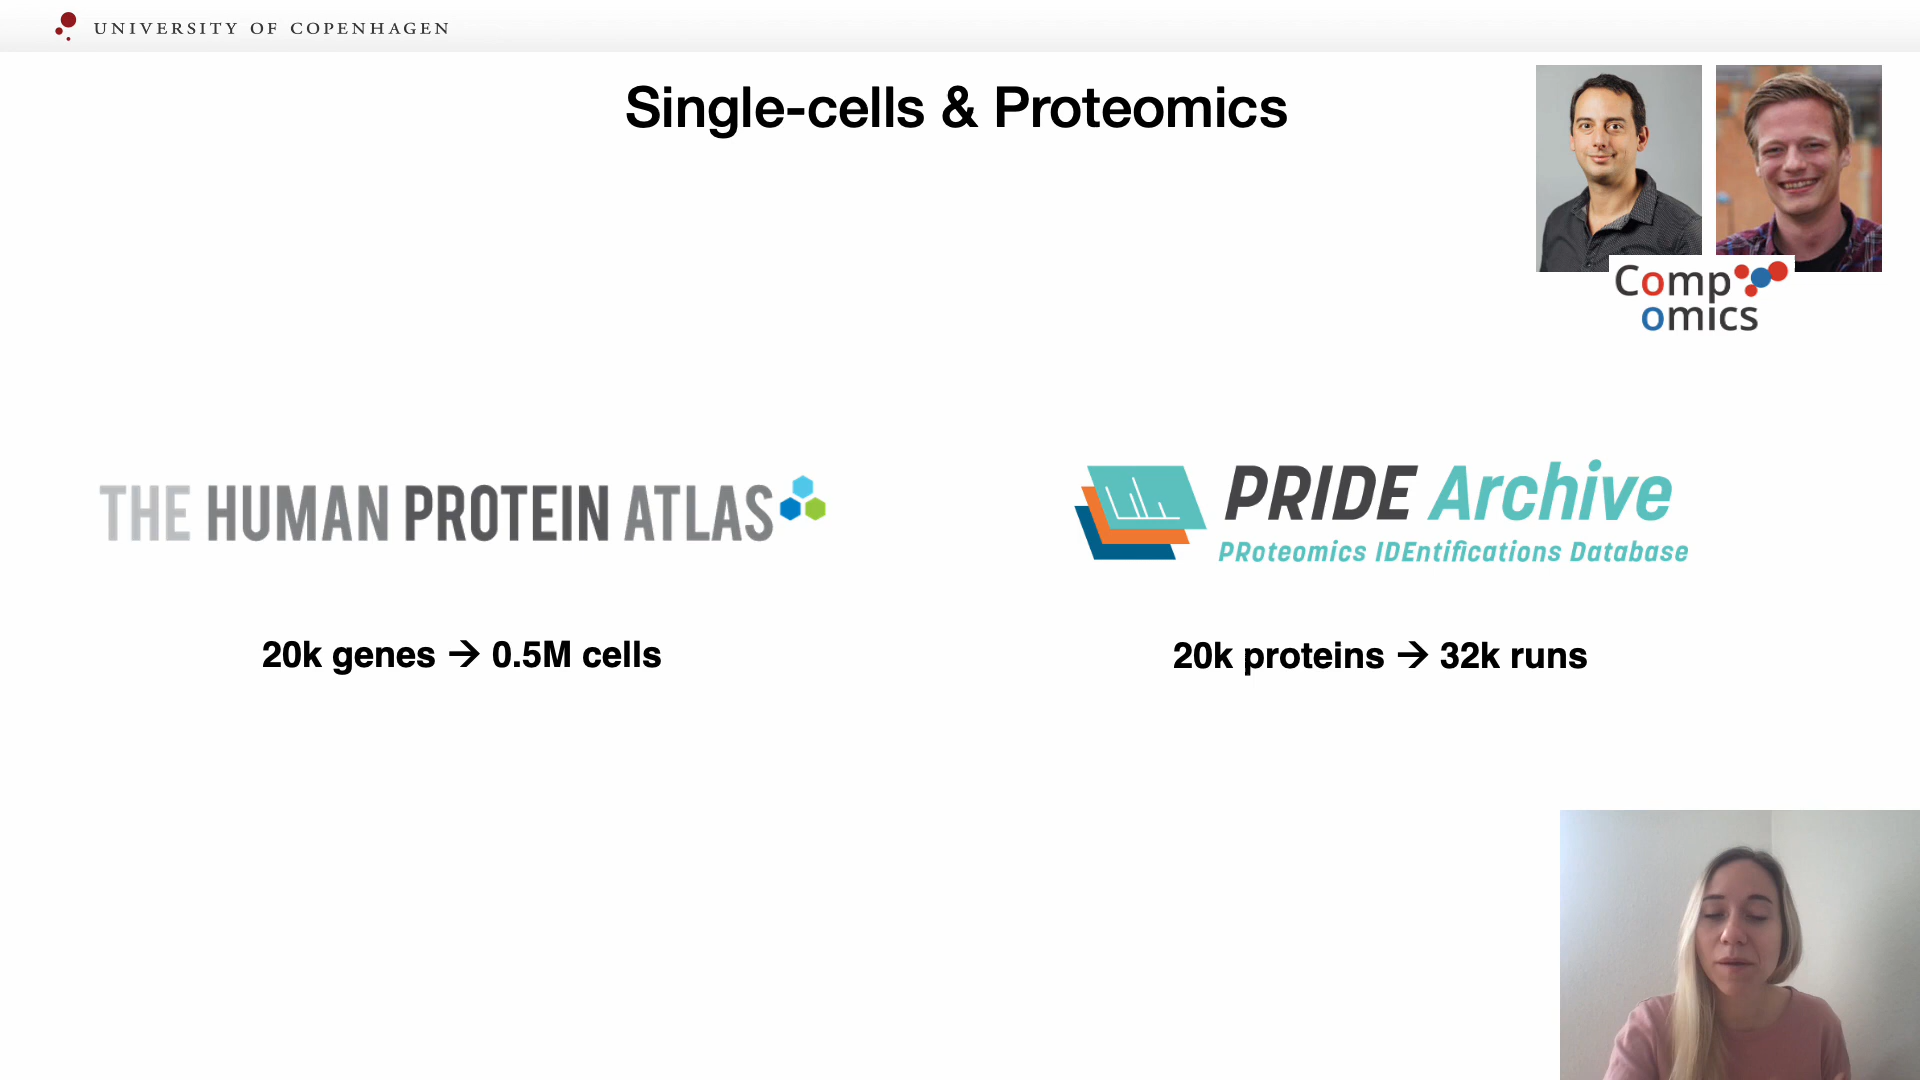 UNIVERSITY OF COPENHAGEN
Single-cells & Proteomics
Comp
omics
THE HUMAN PROTEIN ATLAS
PRIDE Archive
PRoteomics IDEntifications Database
20k genes → 0.5M cells
20k proteins → 32k runs